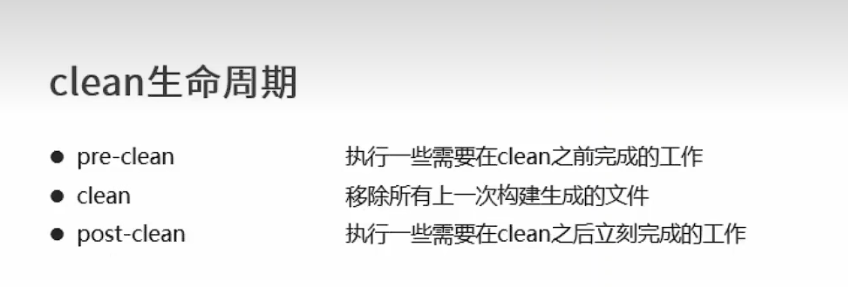 clean生命周期
● pre-clean 执行一些需要在clean之前完成的工作
● clean 移除所有上一次构建生成的文件
● post-clean 执行一些需要在clean之后立刻完成的工作